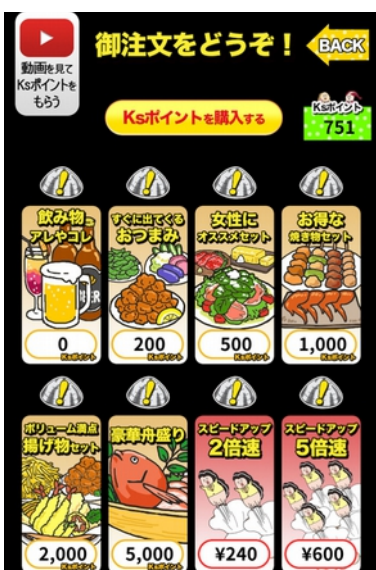 御注文をどうぞ!
BACK
動画を見て
Ksポイントを
もらう
Ksポイントを購入する
Ksポイント
751
飲み物
アレやコレ
0
Ksポイント
すぐに出てくる
おつまみ
200
Ksポイント
女性に
オススメセット
500
Ksポイント
お得な
焼き物セット
1,000
Ksポイント
ボリューム満点
揚げ物セット
2,000
Ksポイント
豪華舟盛り
5,000
Ksポイント
スピードアップ
2倍速
¥240
スピードアップ
5倍速
¥600